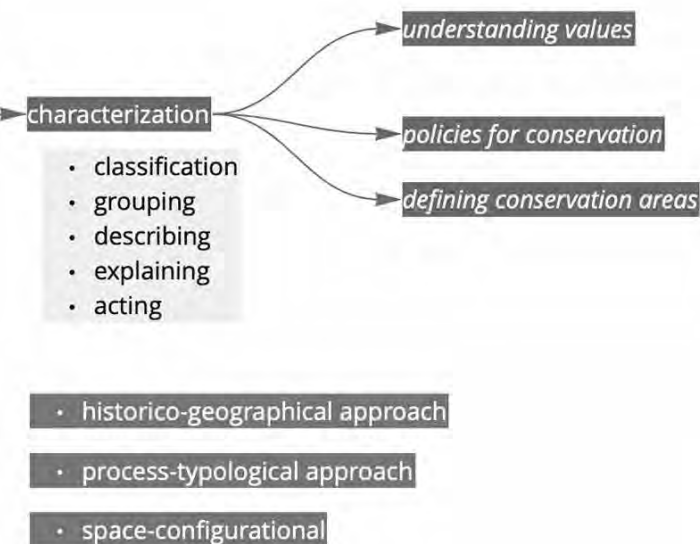 understanding values
characterization
policies for conservation
defining conservation areas
• classification
• grouping
• describing
• explaining
• acting
• historico-geographical approach
• process-typological approach
• space-configurational